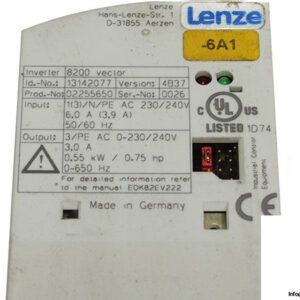 Lenze
Hans-Lenze-Str. 1
D-31855 Aerzen
Lenze
-6A1
Inverter 8200 vector
Id.-No.: 13142077 Version: 4B37
Prod.-No: 02255650 Ser.-No.: 0026
Input: 1(3)/N/PE AC 230/240V
6,0 A (3,9 A)
50/60 Hz
Output: 3/PE AC 0-230/240V
3,0 A
0,55 kW / 0.75 hp
0-650 Hz
For detailed information refer
to the manual EDK82EV222
Made in Germany
C UL US
LISTED 1D74
Industrial Control
Equipment